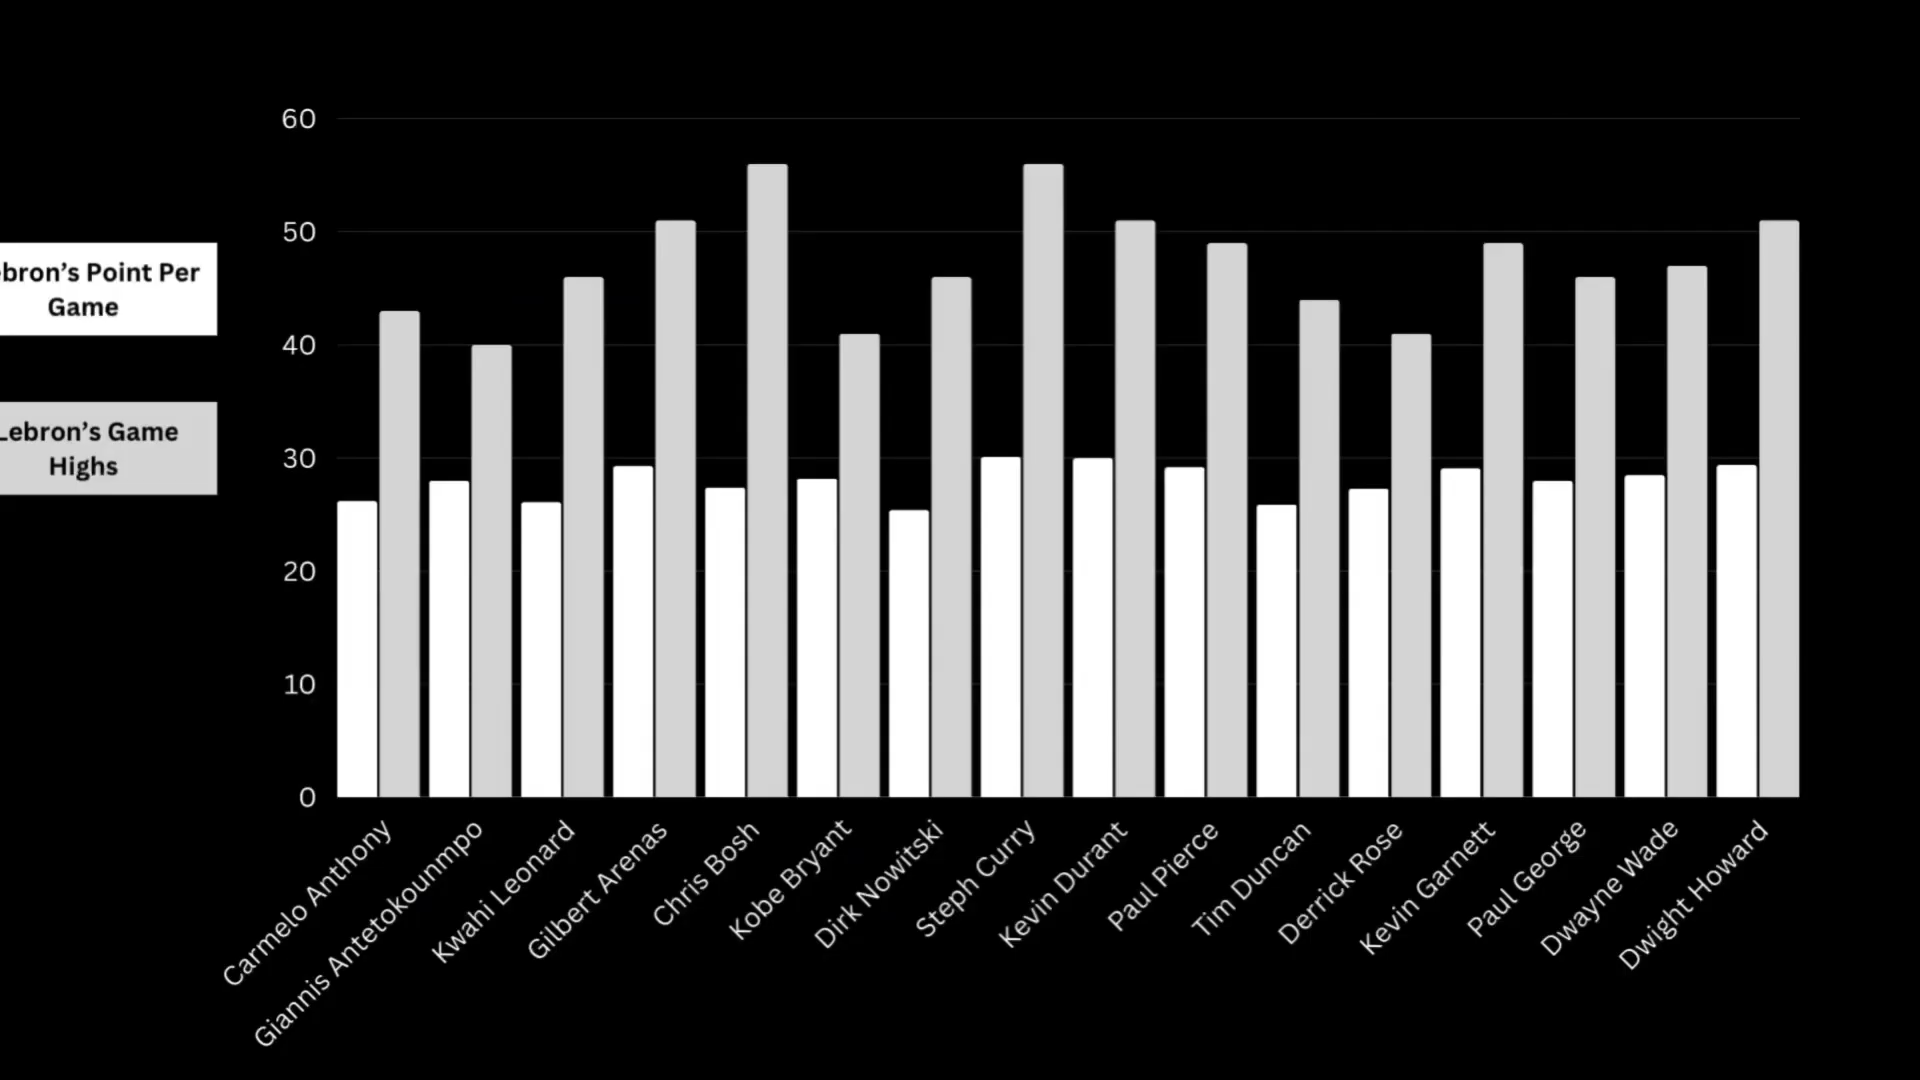 60
50
40
30
20
10
0
ebron’s Point Per
Game
Lebron’s Game
Highs
Carmelo Anthony
Giannis Antetokounmpo
Kwahi Leonard
Gilbert Arenas
Chris Bosh
Kobe Bryant
Dirk Nowitski
Steph Curry
Kevin Durant
Paul Pierce
Tim Duncan
Derrick Rose
Kevin Garnett
Paul George
Dwayne Wade
Dwight Howard